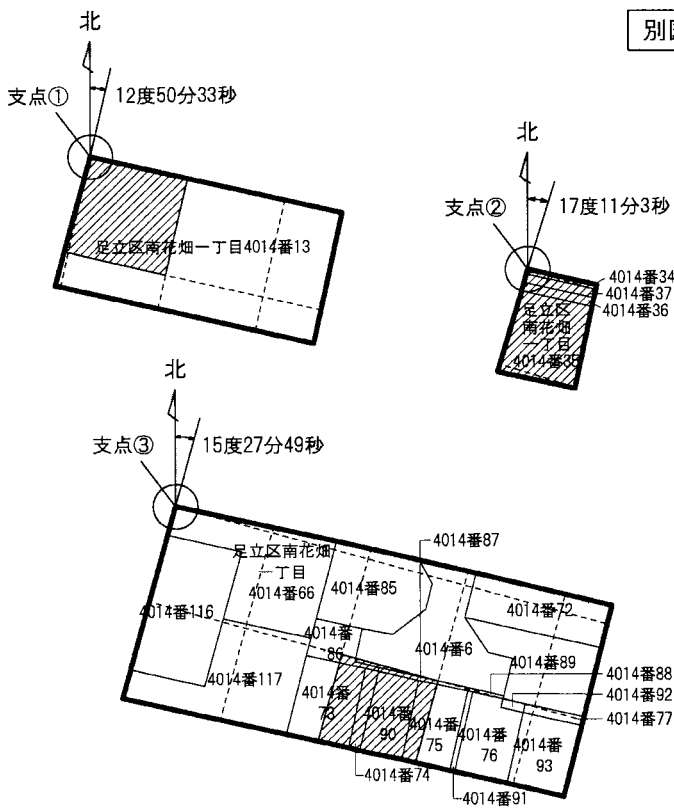 別図
北
支点①
12度50分33秒
足立区南花畑一丁目4014番13
北
支点②
17度11分3秒
4014番34
4014番37
4014番36
足立区
南花畑
一丁目
4014番35
北
支点③
15度27分49秒
足立区南花畑
一丁目
4014番66
4014番85
4014番87
4014番72
4014番116
4014番
86
4014番6
4014番89
4014番88
4014番92
4014番77
4014番117
4014番
73
4014番
90
4014番
75
4014番
76
4014番
93
4014番74
4014番91